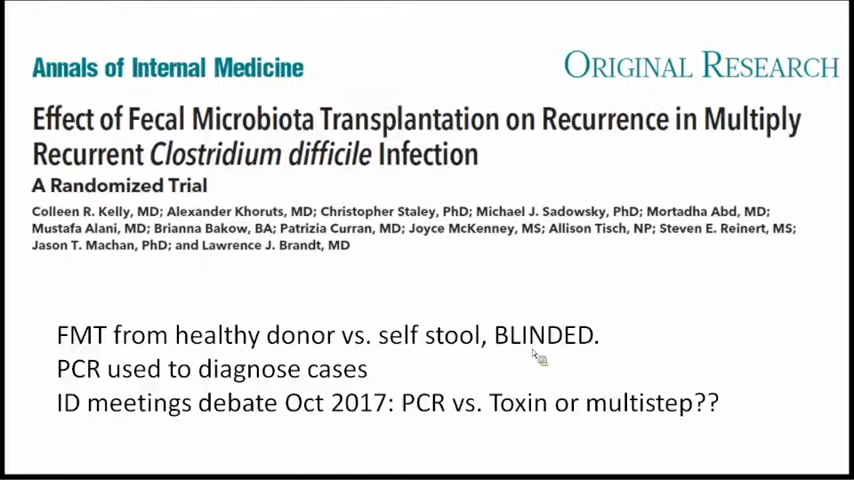 Annals of Internal Medicine
ORIGINAL RESEARCH
Effect of Fecal Microbiota Transplantation on Recurrence in Multiply
Recurrent Clostridium difficile Infection
A Randomized Trial
Colleen R. Kelly, MD; Alexander Khoruts, MD; Christopher Staley, PhD; Michael J. Sadowsky, PhD; Mortadha Abd, MD;
Mustafa Alani, MD; Brianna Bakow, BA; Patrizia Curran, MD; Joyce McKenney, MS; Allison Tisch, NP; Steven E. Reinert, MS;
Jason T. Machan, PhD; and Lawrence J. Brandt, MD
FMT from healthy donor vs. self stool, BLINDED.
PCR used to diagnose cases
ID meetings debate Oct 2017: PCR vs. Toxin or multistep??